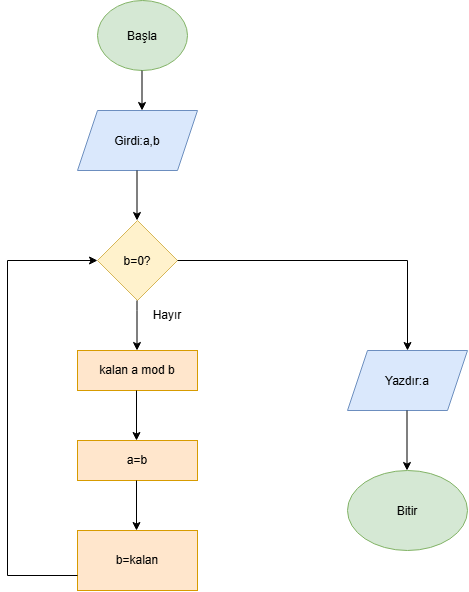 Başla
Girdi:a,b
b=0?
Hayır
kalan a mod b
Yazdır:a
a=b
Bitir
b=kalan